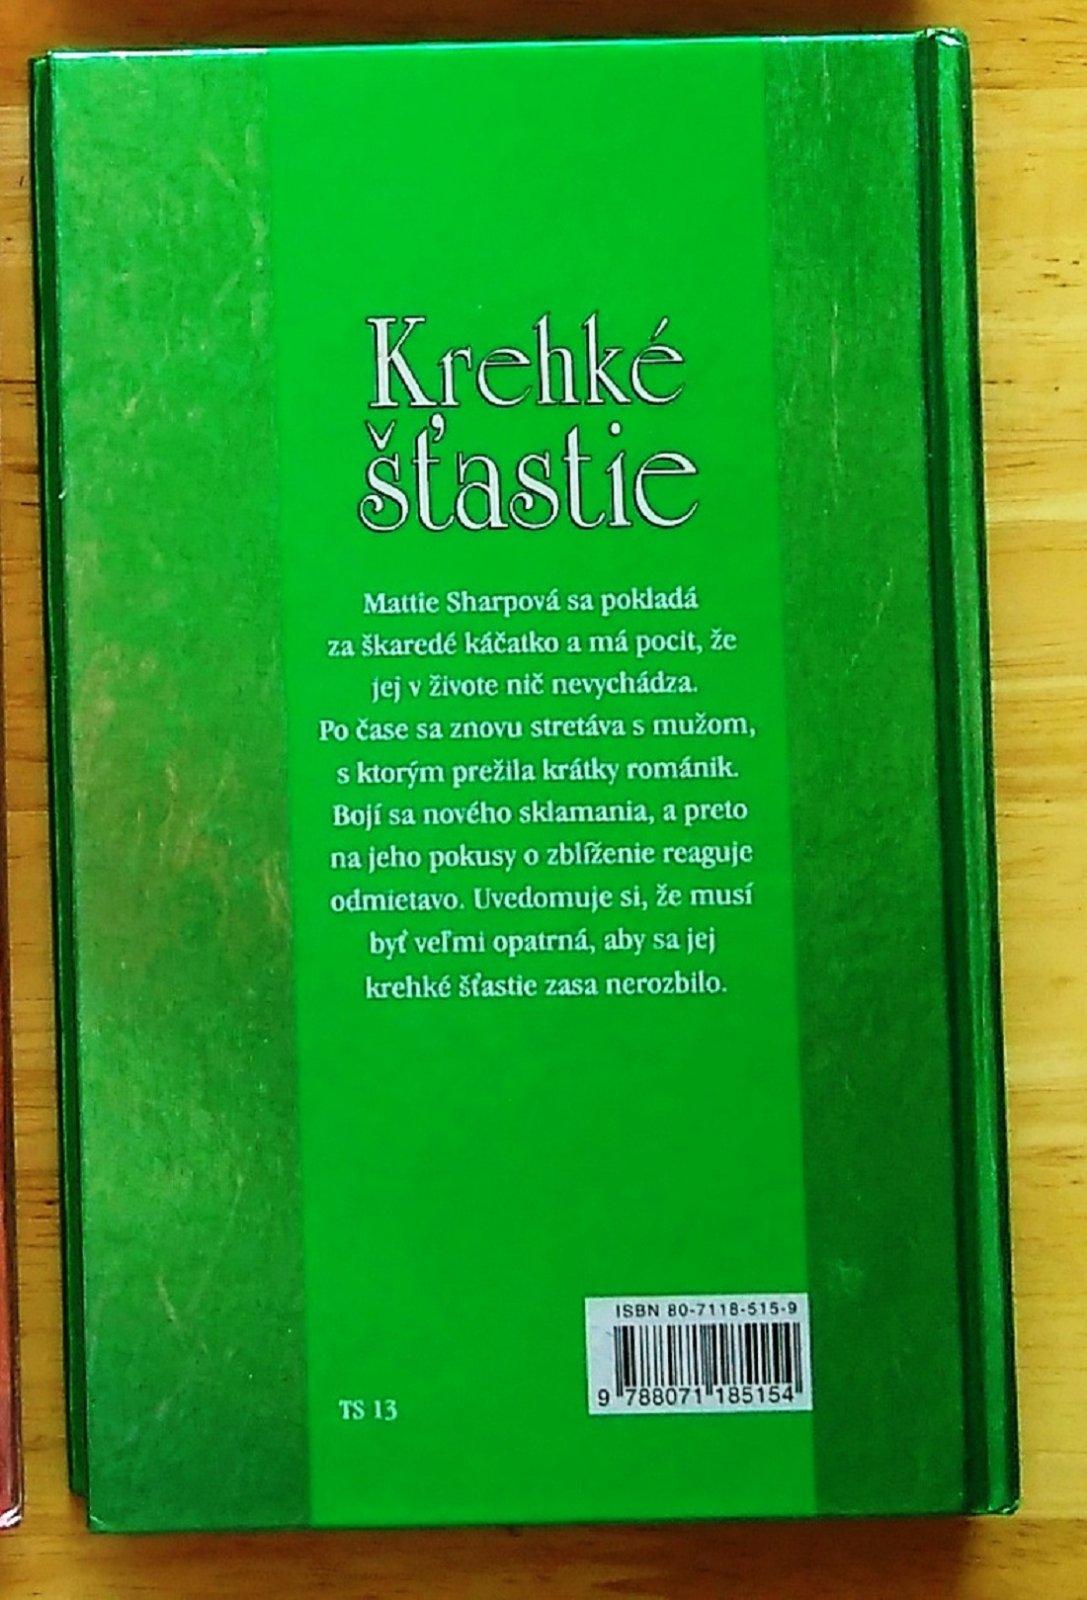 Krehké
šťastie
Mattie Sharpová sa pokladá
za škaredé káčatko a má pocit, že
jej v živote nič nevychádza.
Po čase sa znovu stretáva s mužom,
s ktorým prežila krátky románik.
Bojí sa nového sklamania, a preto
na jeho pokusy o zblíženie reaguje
odmietavo. Uvedomuje si, že musí
byť veľmi opatrná, aby sa jej
krehké šťastie zasa nerozbilo.
ISBN 80-7118-515-9
9 788071 185154
TS 13